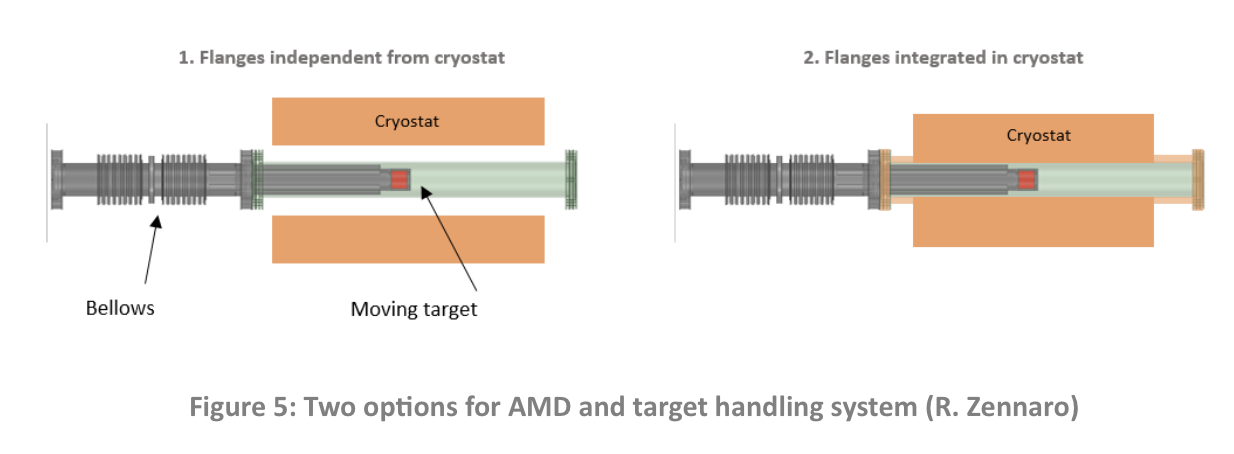 1. Flanges independent from cryostat
2. Flanges integrated in cryostat
Cryostat
Cryostat
Bellows
Moving target
Figure 5: Two options for AMD and target handling system (R. Zennaro)